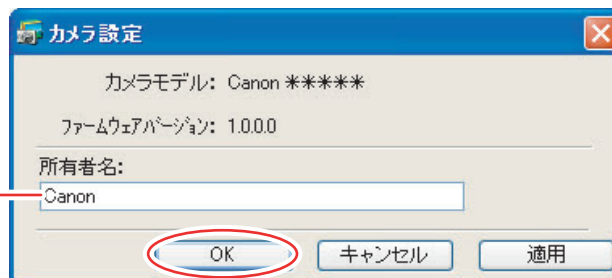 カメラ設定
カメラモデル: Canon *****
ファームウェアバージョン: 1.0.0.0
所有者名:
Canon
OK キャンセル 適用